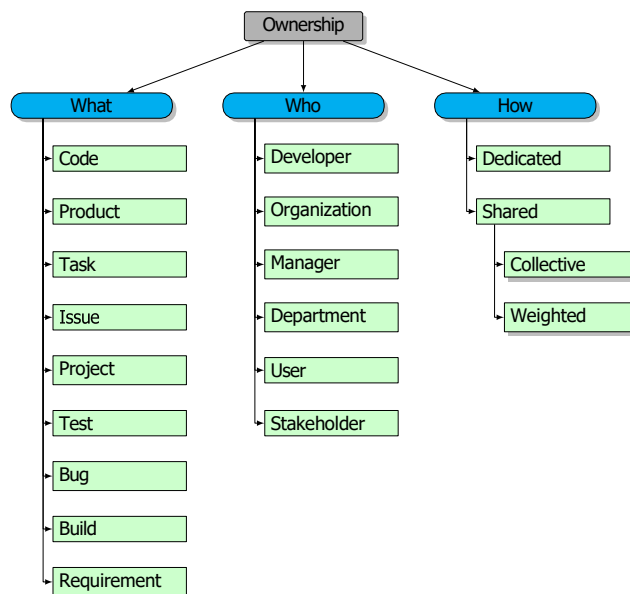 Ownership
What
Code
Product
Task
Issue
Project
Test
Bug
Build
Requirement
Who
Developer
Organization
Manager
Department
User
Stakeholder
How
Dedicated
Shared
Collective
Weighted